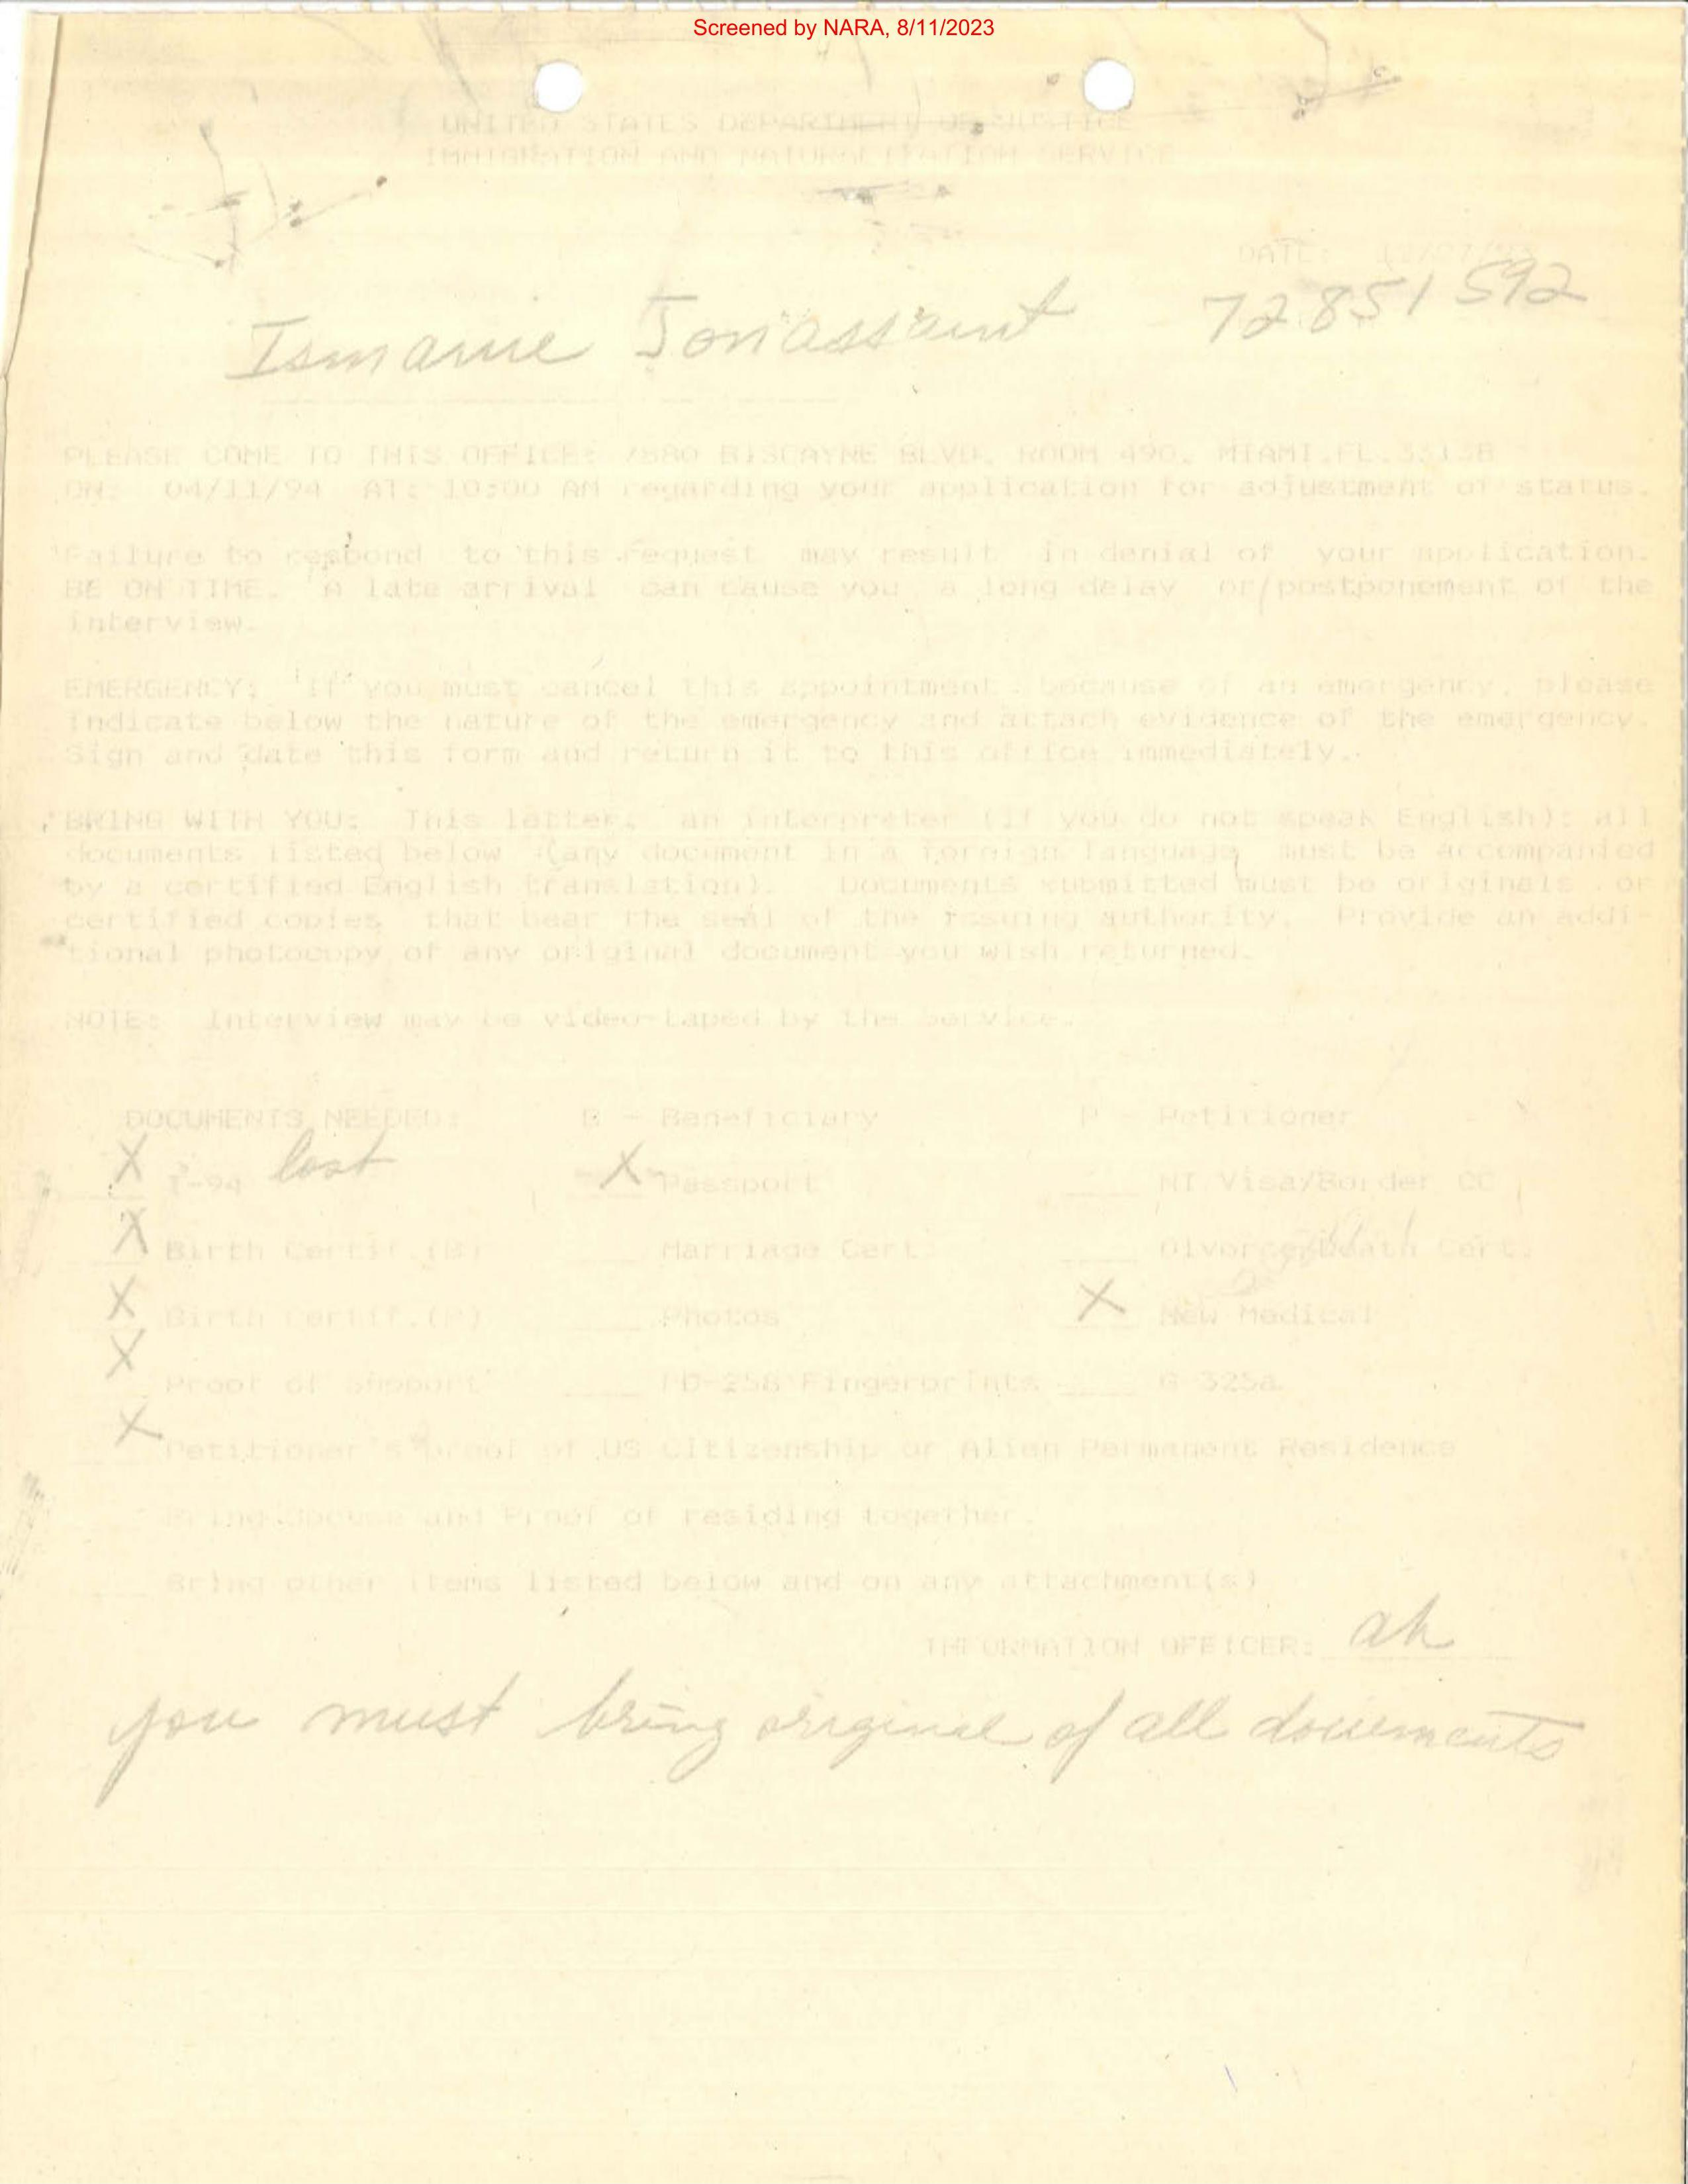 Screened by NARA, 8/11/2023
UNITED STATES DEPARTMENT OF JUSTICE
IMMIGRATION AND NATURALIZATION SERVICE
DATE:
Ismanie Jonassaint 72851592
PLEASE COME TO THIS OFFICE: 7880 BISCAYNE BLVD. ROOM 490. MIAMI.FL.33138
ON: 04/11/94 AT: 10:00 AM regarding your application for adjustment of status.
Failure to respond to this request may result in denial of your application.
BE ON TIME. A late arrival can cause you a long delay or/postponement of the
interview.
EMERGENCY: If you must cancel this appointment because of an emergency, please
indicate below the nature of the emergency and attach evidence of the emergency.
Sign and date this form and return it to this office immediately.
BRING WITH YOU: This letter, an interpreter (if you do not speak English); all
documents listed below (any document in a foreign language must be accompanied
by a certified English translation). Documents submitted must be originals or
certified copies that bear the seal of the issuing authority. Provide an addi-
tional photocopy of any original document you wish returned.
NOTE: Interview may be video-taped by the Service.
DOCUMENTS NEEDED: B - Beneficiary P - Petitioner
X I-94 lost X Passport ___ NI Visa/Border CC
X Birth Certif.(B) ___ Marriage Cert. ___ Divorce/Death Cert.
X Birth Certif.(P) ___ Photos X New Medical
X Proof of Support ___ FD-258 Fingerprints ___ G-325a
X Petitioner's proof of US Citizenship or Alien Permanent Residence
___ Bring Spouse and Proof of residing together.
___ Bring other items listed below and on any attachment(s)
INFORMATION OFFICER: ah
you must bring original of all documents